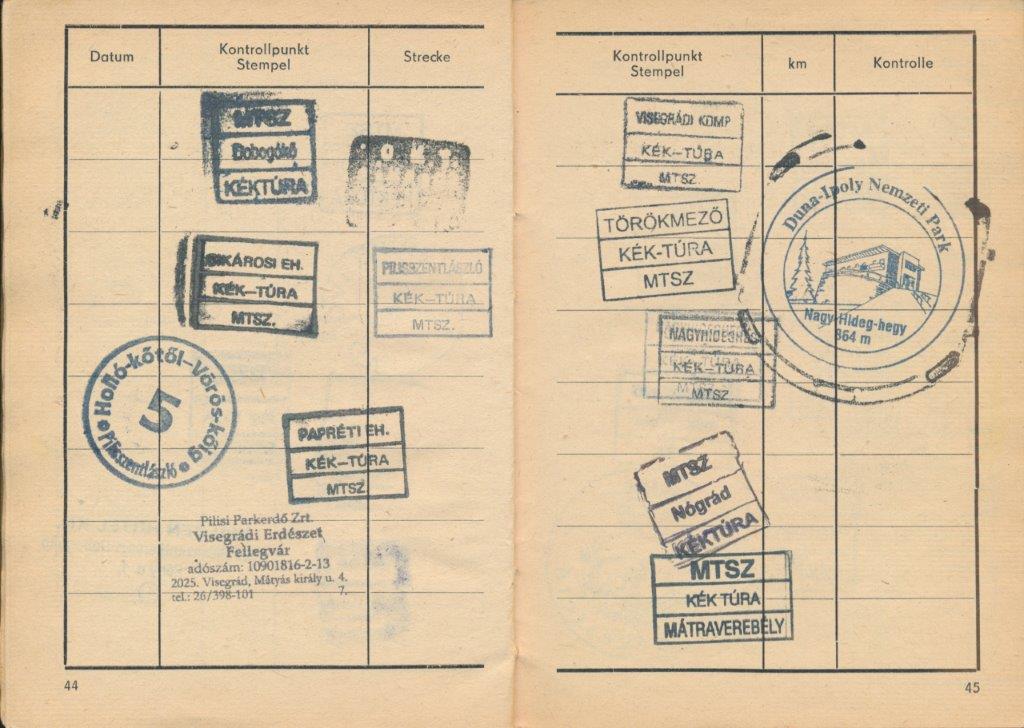 Datum
Kontrollpunkt
Stempel
Strecke
MTSZ
Dobogókő
KÉKTÚRA
SIKÁROSI EH.
KÉK-TÚRA
MTSZ.
PILISSZENTLÁSZLÓ
KÉK-TÚRA
MTSZ.
Holló-kőtől-Vörös-kőig
5
Pilisszentlászló
PAPRÉTI EH.
KÉK-TÚRA
MTSZ
Pilisi Parkerdő Zrt.
Visegrádi Erdészet
Fellegvár
adószám: 10901816-2-13
2025. Visegrád, Mátyás király u. 4.
tel.: 26/398-101
7.
44
Kontrollpunkt
Stempel
km
Kontrolle
VISEGRÁDI KOMP
KÉK-TÚRA
MTSZ.
TÖRÖKMEZŐ
KÉK-TÚRA
MTSZ
Duna-Ipoly Nemzeti Park
Nagy-Hideg-hegy
864 m
KÉK-TÚRA
MTSZ
MTSZ
Nógrád
KÉKTÚRA
MTSZ
KÉK TÚRA
MÁTRAVEREBÉLY
45